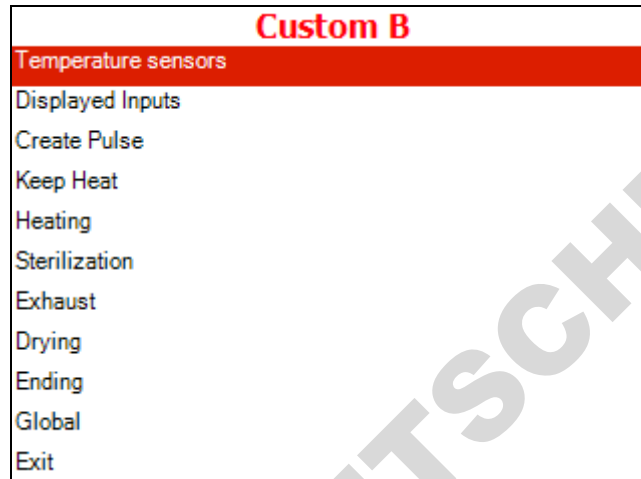 Custom B
Temperature sensors
Displayed Inputs
Create Pulse
Keep Heat
Heating
Sterilization
Exhaust
Drying
Ending
Global
Exit